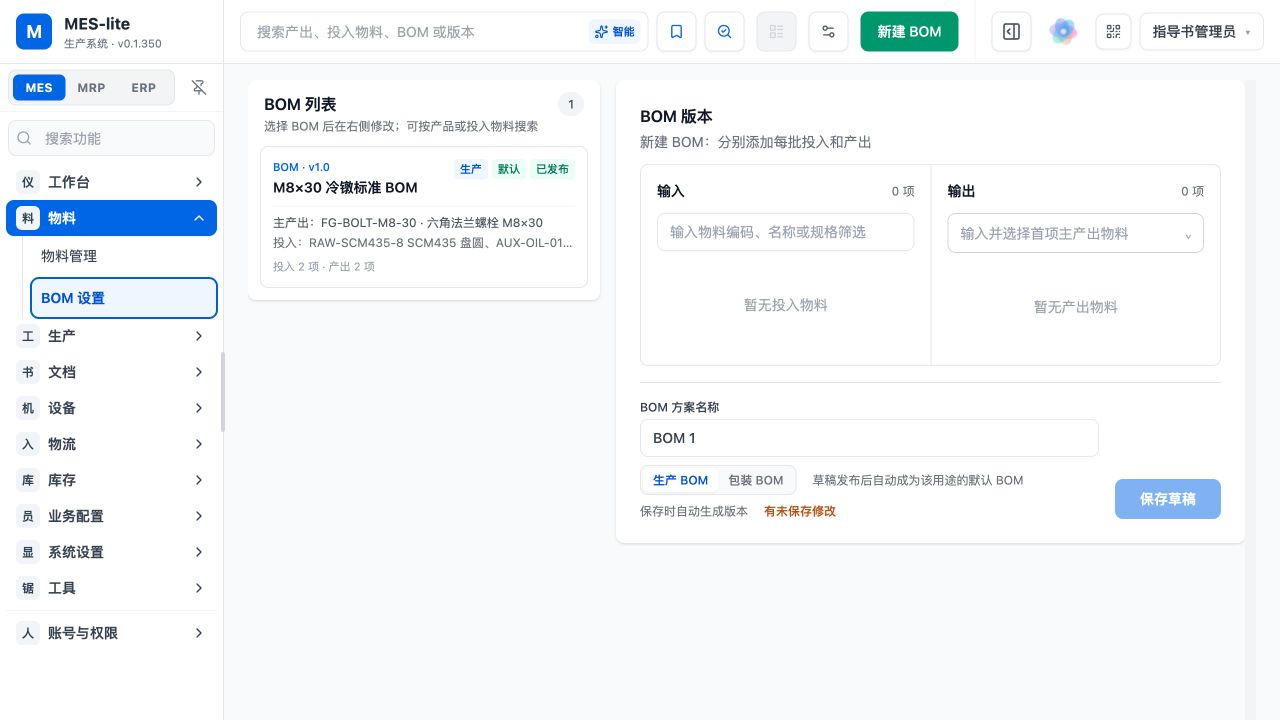 M
MES-lite
生产系统 · v0.1.350
搜索产出、投入物料、BOM 或版本
智能
新建 BOM
指导书管理员
MES
MRP
ERP
搜索功能
仪 工作台
料 物料
物料管理
BOM 设置
工 生产
书 文档
机 设备
入 物流
库 库存
员 业务配置
显 系统设置
锯 工具
人 账号与权限
BOM 列表
1
选择 BOM 后在右侧修改；可按产品或投入物料搜索
BOM · v1.0
生产 默认 已发布
M8×30 冷镦标准 BOM
主产出：FG-BOLT-M8-30 · 六角法兰螺栓 M8×30
投入：RAW-SCM435-8 SCM435 盘圆、AUX-OIL-01...
投入 2 项 · 产出 2 项
BOM 版本
新建 BOM：分别添加每批投入和产出
输入
0 项
输入物料编码、名称或规格筛选
暂无投入物料
输出
0 项
输入并选择首项主产出物料
暂无产出物料
BOM 方案名称
BOM 1
生产 BOM
包装 BOM
草稿发布后自动成为该用途的默认 BOM
保存时自动生成版本
有未保存修改
保存草稿